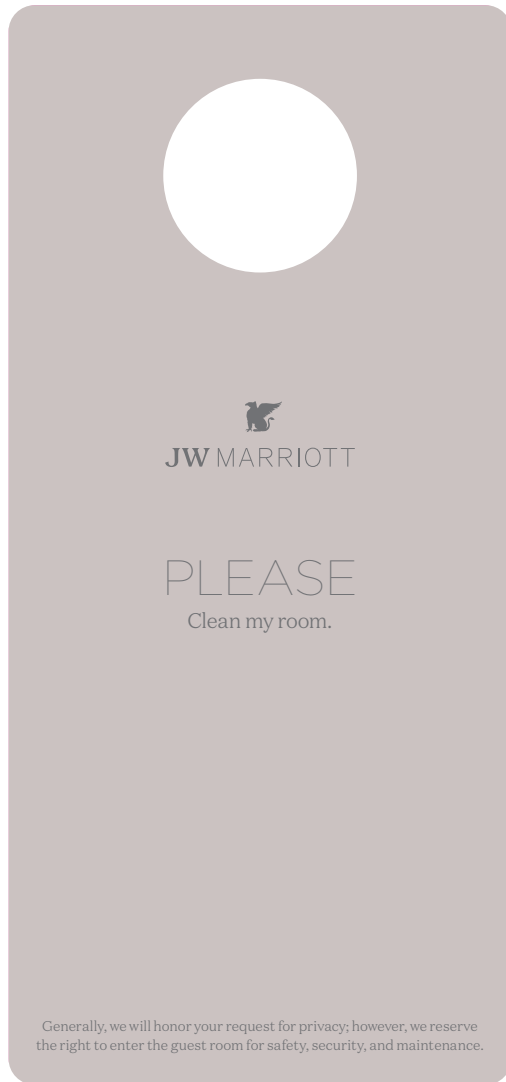 JW MARRIOTT
PLEASE
Clean my room.
Generally, we will honor your request for privacy; however, we reserve
the right to enter the guest room for safety, security, and maintenance.